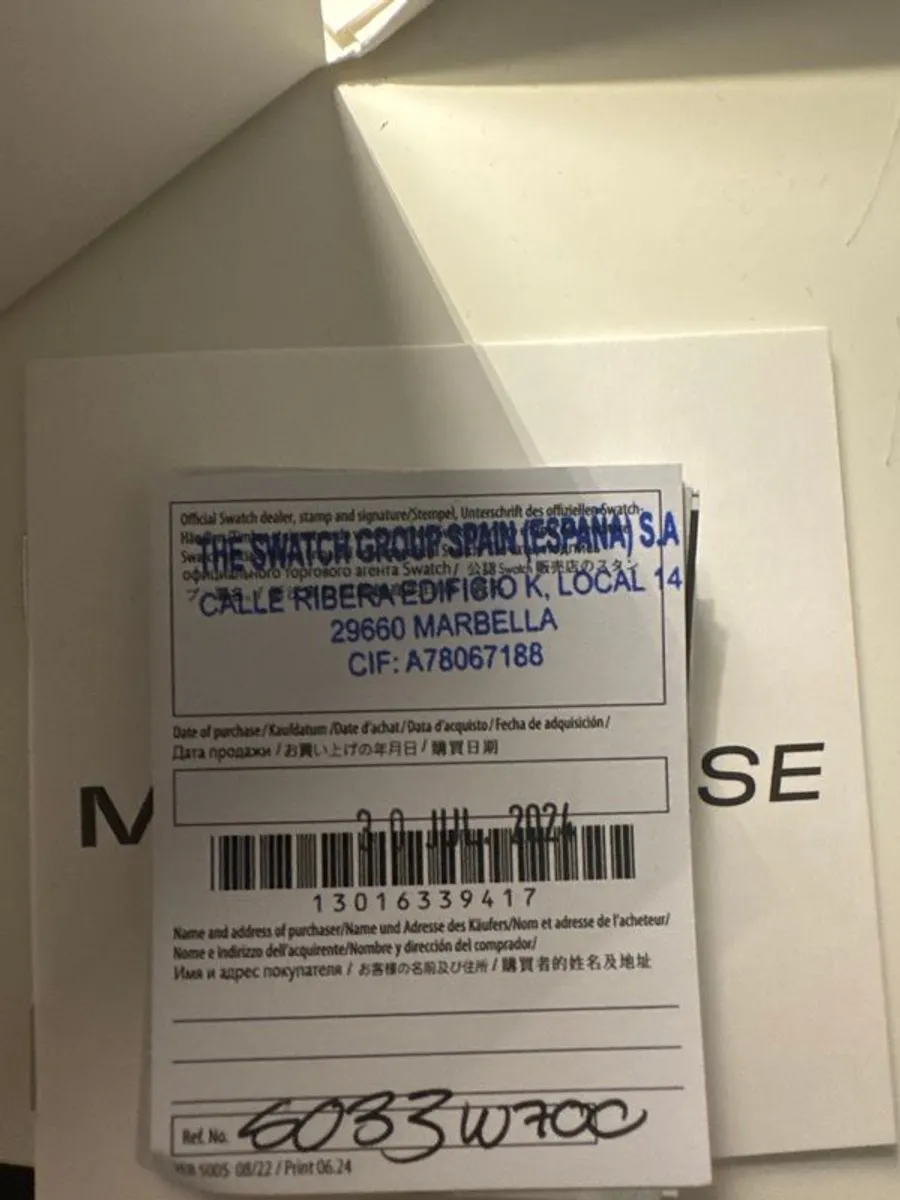 Official Swatch dealer, stamp and signature/Stempel, Unterschrift des offiziellen Swatch-
THE SWATCH GROUP SPAIN (ESPAÑA) S.A
официального торгового агента Swatch / 公認 Swatch 販売店のスタン
CALLE RIBERA EDIFICIO K, LOCAL 14
29660 MARBELLA
CIF: A78067188
Date of purchase/Kaufdatum/Date d'achat/Data d'acquisto/Fecha de adquisición/
Дата продажи / お買い上げの年月日 / 購買日期
M SE
30 JUL. 2024
13016339417
Name and address of purchaser/Name und Adresse des Käufers/Nom et adresse de l'acheteur/
Nome e indirizzo dell'acquirente/Nombre y dirección del comprador/
Имя и адрес покупателя / お客様の名前及び住所 / 購買者的姓名及地址
Ref. No. SO33W700
5005 08/22 / Print 06.24